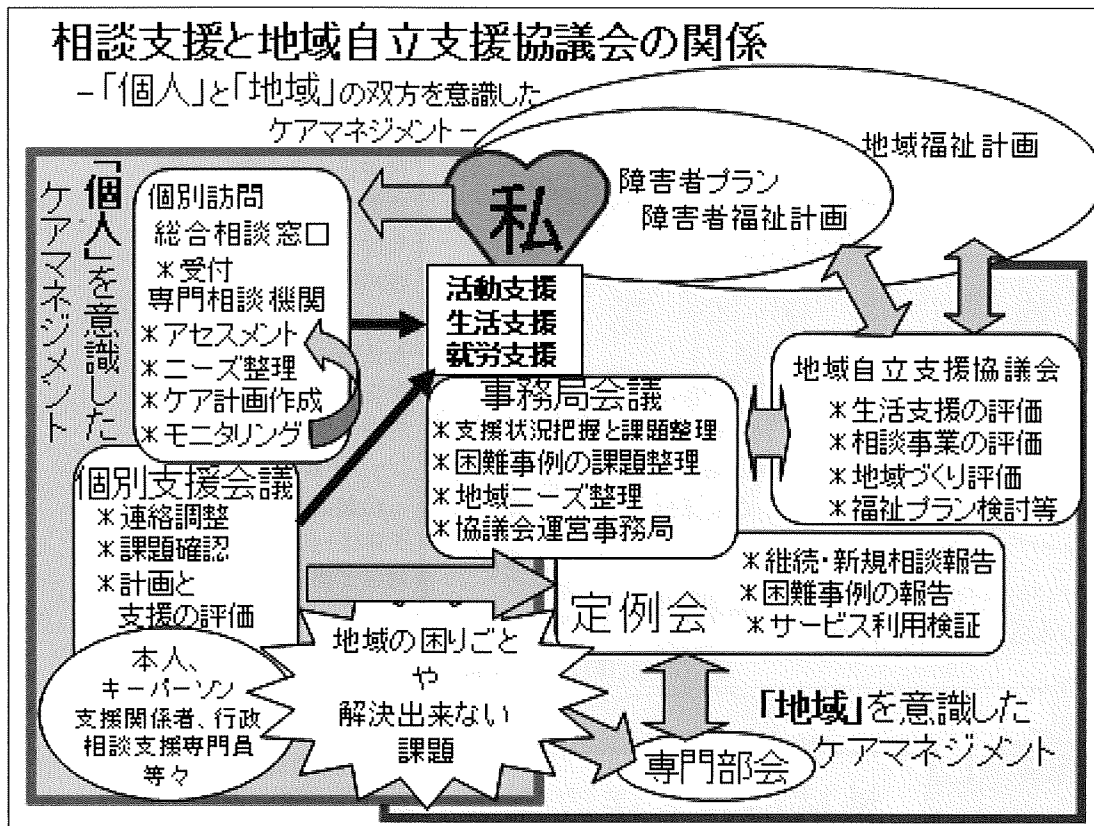 相談支援と地域自立支援協議会の関係
－「個人」と「地域」の双方を意識した
ケアマネジメント－
「個人」を意識した
ケアマネジメント
個別訪問
総合相談窓口
＊受付
専門相談機関
＊アセスメント
＊ニーズ整理
＊ケア計画作成
＊モニタリング
私
活動支援
生活支援
就労支援
障害者プラン
障害者福祉計画
地域福祉計画
地域自立支援協議会
＊生活支援の評価
＊相談事業の評価
＊地域づくり評価
＊福祉プラン検討等
事務局会議
＊支援状況把握と課題整理
＊困難事例の課題整理
＊地域ニーズ整理
＊協議会運営事務局
個別支援会議
＊連絡調整
＊課題確認
＊計画と
支援の評価
本人、
キーパーソン
支援関係者、行政
相談支援専門員
等々
定例会
＊継続・新規相談報告
＊困難事例の報告
＊サービス利用検証
地域の困りごと
や
解決出来ない
課題
専門部会
「地域」を意識した
ケアマネジメント